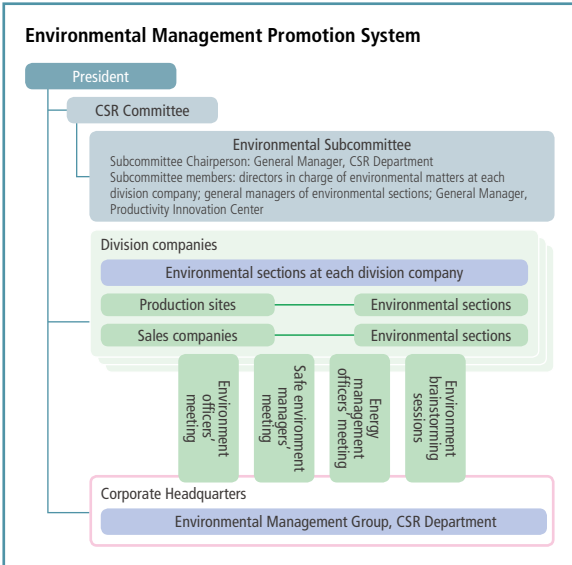 Environmental Management Promotion System
President
CSR Committee
Environmental Subcommittee
Subcommittee Chairperson: General Manager, CSR Department
Subcommittee members: directors in charge of environmental matters at each
division company; general managers of environmental sections; General Manager,
Productivity Innovation Center
Division companies
Environmental sections at each division company
Production sites
Environmental sections
Sales companies
Environmental sections
Environment
officers'
meeting
Safe environment
managers'
meeting
Energy
management
officers' meeting
Environment
brainstorming
sessions
Corporate Headquarters
Environmental Management Group, CSR Department